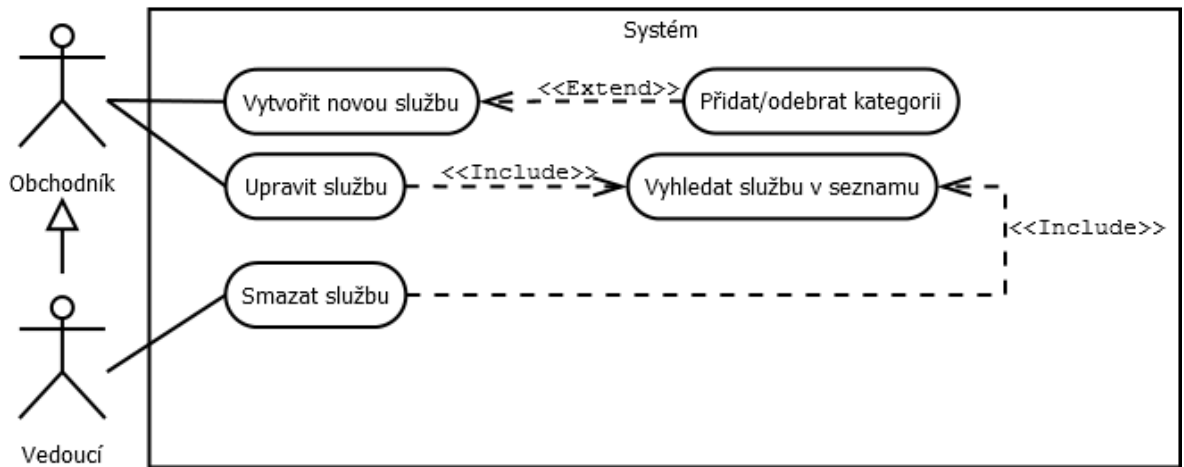 Systém
Vytvořit novou službu
<<Extend>>
Přidat/odebrat kategorii
Obchodník
Upravit službu
<<Include>>
Vyhledat službu v seznamu
<<Include>>
Smazat službu
Vedoucí